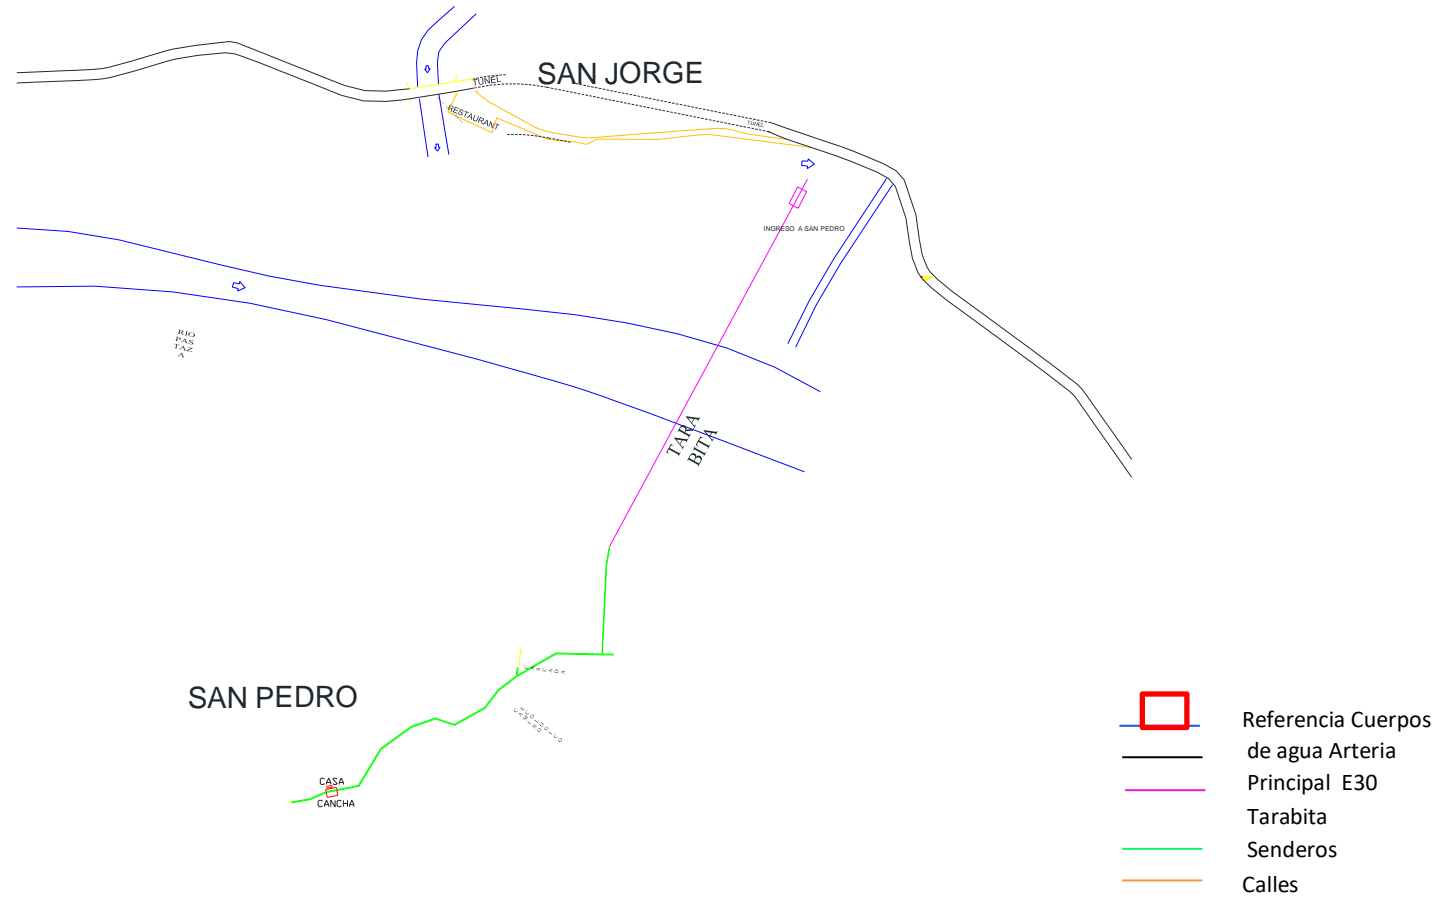 SAN JORGE
TUNEL
RESTAURANT
TUNEL
INGRESO A SAN PEDRO
RIO
PAS
TAZ
A
TARA
BITA
SAN PEDRO
CASA
CANCHA
Referencia Cuerpos
de agua Arteria
Principal E30
Tarabita
Senderos
Calles